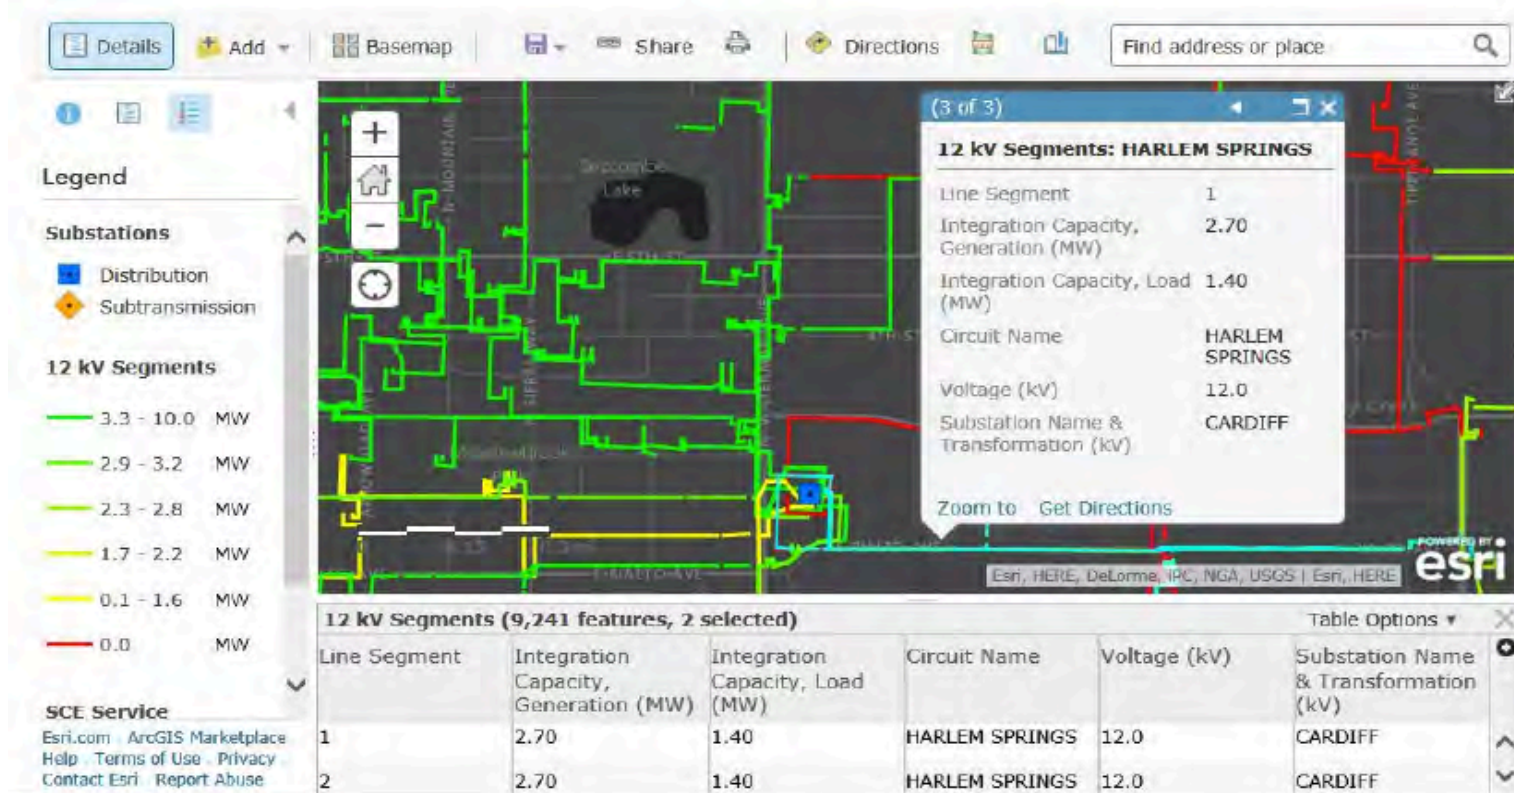 Details
Add
Basemap
Share
Directions
Find address or place
Legend
Substations
Distribution
Subtransmission
12 kV Segments
3.3 - 10.0 MW
2.9 - 3.2 MW
2.3 - 2.8 MW
1.7 - 2.2 MW
0.1 - 1.6 MW
0.0 MW
SCE Service
Esri.com ArcGIS Marketplace
Help Terms of Use Privacy
Contact Esri Report Abuse
Lake
(3 of 3)
12 kV Segments: HARLEM SPRINGS
Line Segment 1
Integration Capacity, 2.70
Generation (MW)
Integration Capacity, Load 1.40
(MW)
Circuit Name HARLEM
SPRINGS
Voltage (kV) 12.0
Substation Name & CARDIFF
Transformation (kV)
Zoom to Get Directions
POWERED BY
esri
Esri, HERE, DeLorme, iPC, NGA, USGS | Esri, HERE
12 kV Segments (9,241 features, 2 selected)
Table Options
Line Segment
Integration
Capacity,
Generation (MW)
Integration
Capacity, Load
(MW)
Circuit Name
Voltage (kV)
Substation Name
& Transformation
(kV)
1 2.70 1.40 HARLEM SPRINGS 12.0 CARDIFF
2 2.70 1.40 HARLEM SPRINGS 12.0 CARDIFF